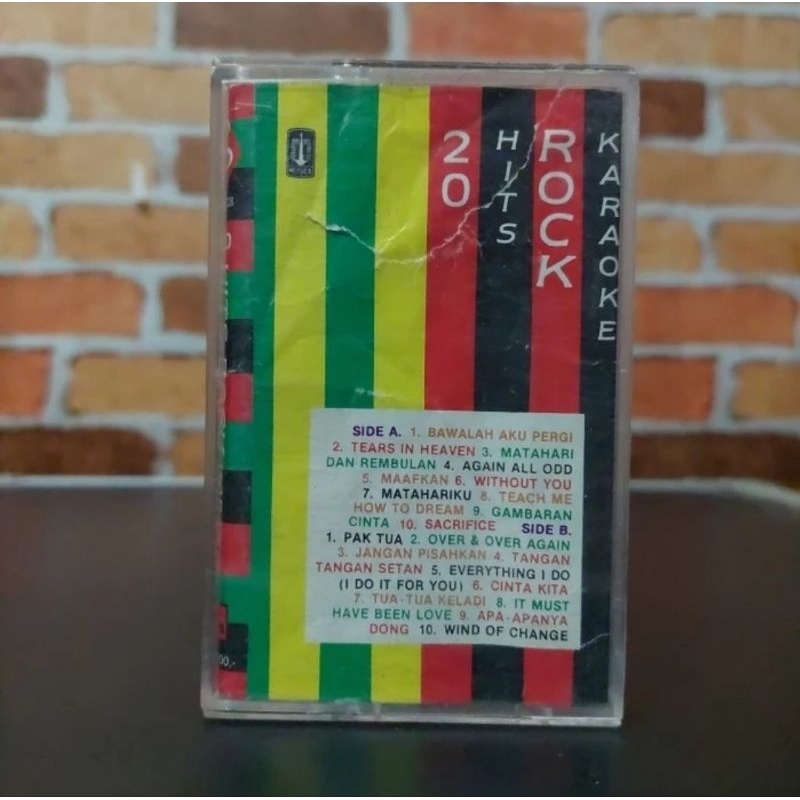 20
HITS
ROCK
KARAOKE
SIDE A. 1. BAWALAH AKU PERGI
2. TEARS IN HEAVEN 3. MATAHARI
DAN REMBULAN 4. AGAIN ALL ODD
5. MAAFKAN 6. WITHOUT YOU
7. MATAHARIKU 8. TEACH ME
HOW TO DREAM 9. GAMBARAN
CINTA 10. SACRIFICE SIDE B.
1. PAK TUA 2. OVER & OVER AGAIN
3. JANGAN PISAHKAN 4. TANGAN
TANGAN SETAN 5. EVERYTHING I DO
(I DO IT FOR YOU) 6. CINTA KITA
7. TUA-TUA KELADI 8. IT MUST
HAVE BEEN LOVE 9. APA-APANYA
DONG 10. WIND OF CHANGE
00,-